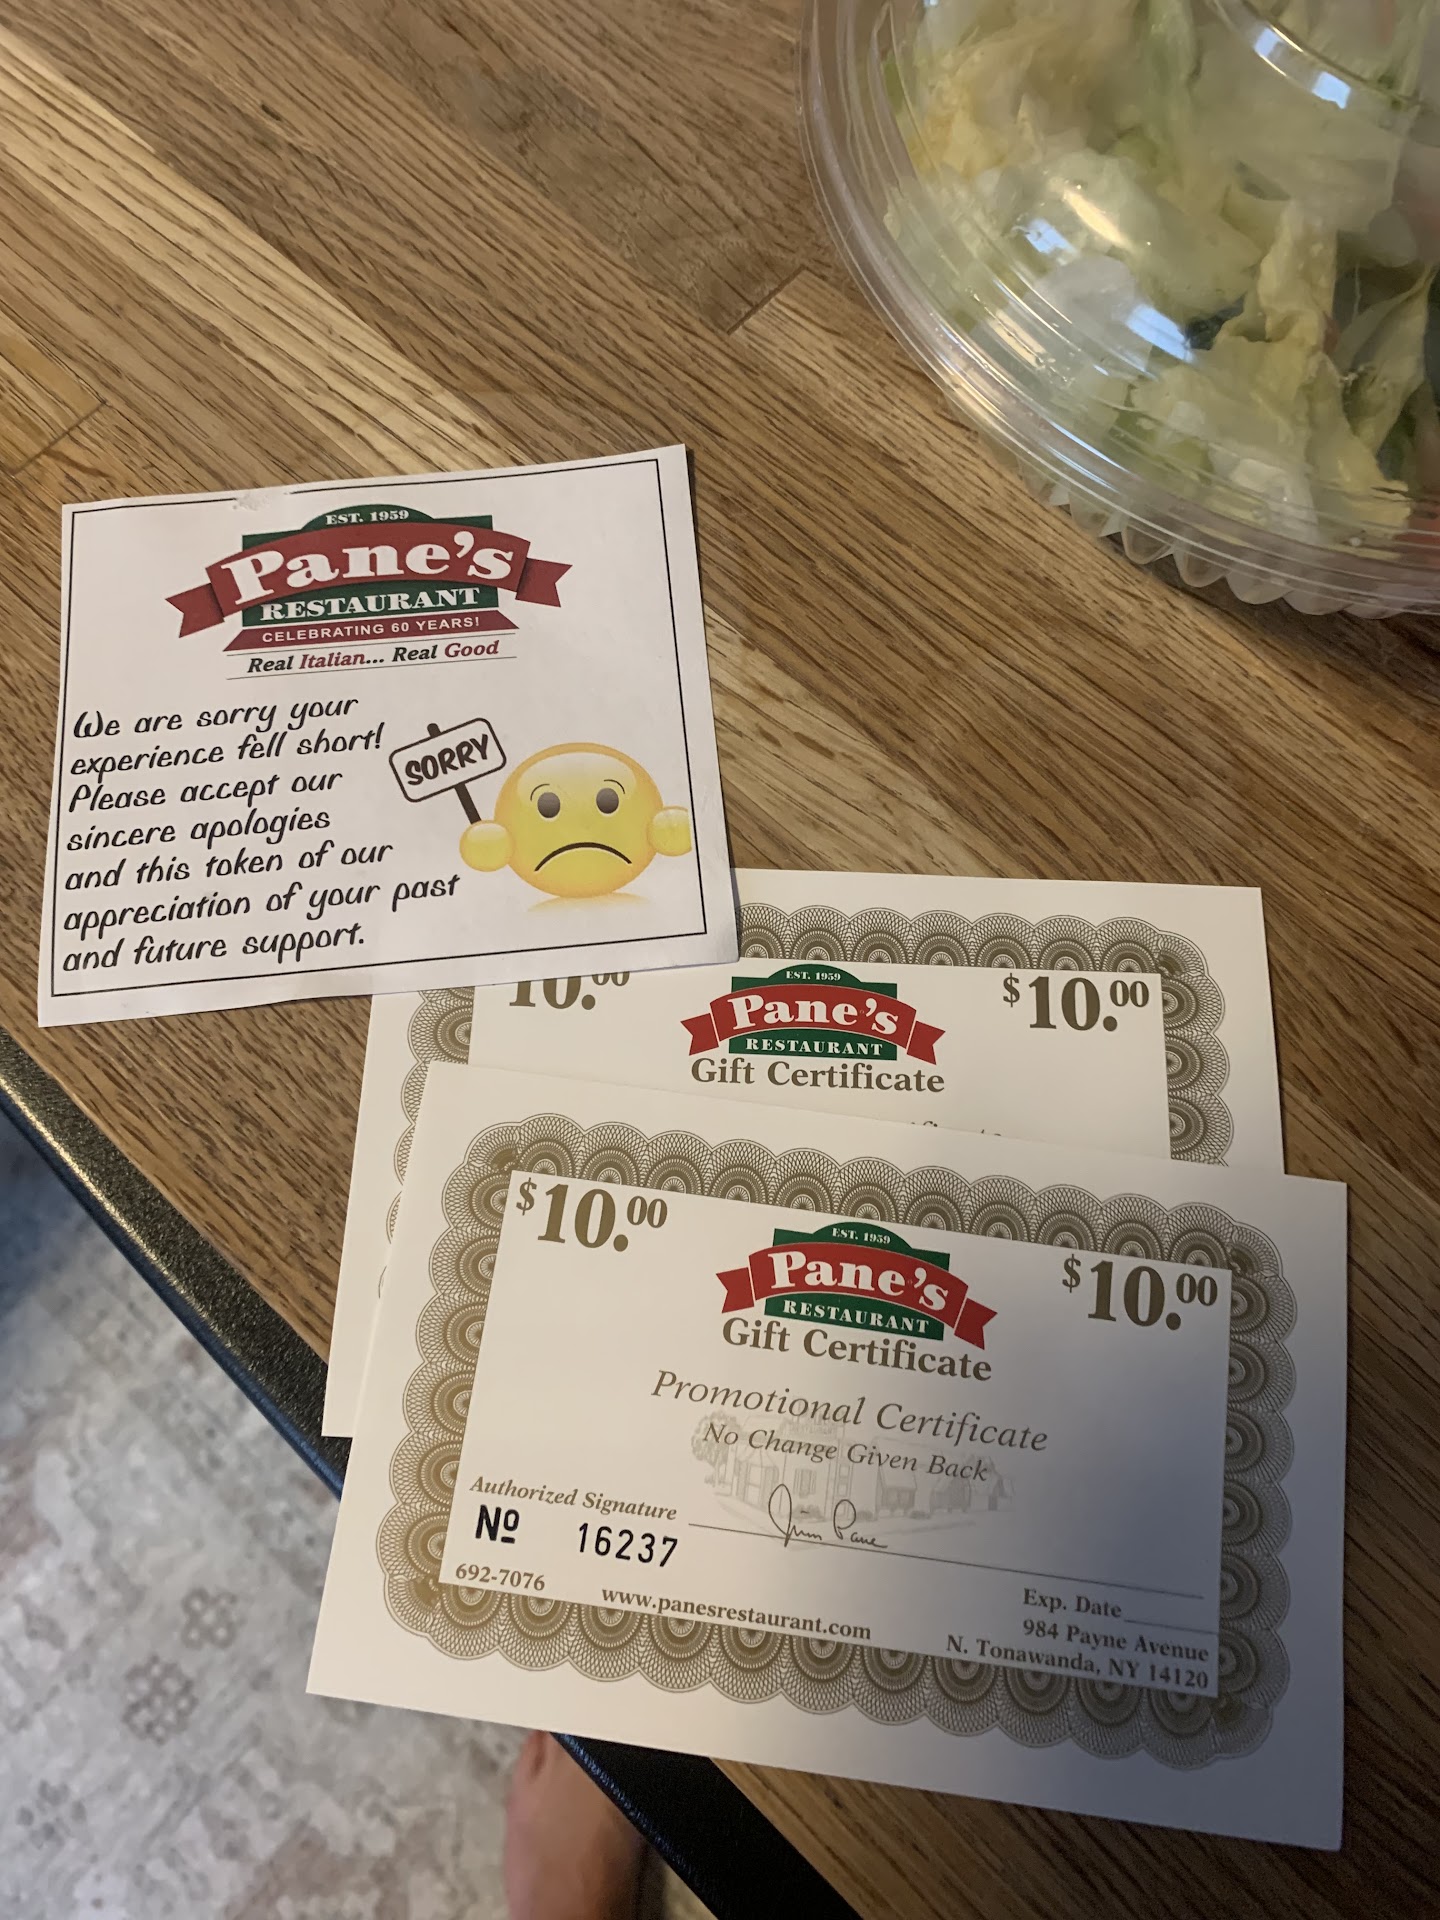 EST. 1959
Pane's
RESTAURANT
CELEBRATING 60 YEARS!
Real Italian... Real Good
We are sorry your
experience fell short!
Please accept our
sincere apologies
and this token of our
appreciation of your past
and future support.
SORRY
10.00
EST. 1959
Pane's
RESTAURANT
Gift Certificate
$10.00
$10.00
EST. 1959
Pane's
RESTAURANT
Gift Certificate
$10.00
Promotional Certificate
No Change Given Back
Authorized Signature
Jim Pane
Nº 16237
692-7076
www.panesrestaurant.com
Exp. Date
984 Payne Avenue
N. Tonawanda, NY 14120